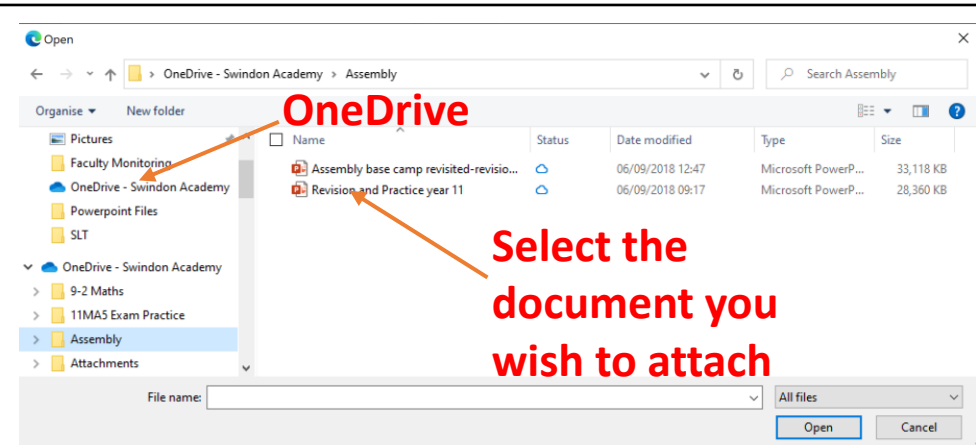 Open
OneDrive - Swindon Academy > Assembly
Search Assembly
Organise
New folder
OneDrive
Name
Status
Date modified
Type
Size
Pictures
Faculty Monitoring
OneDrive - Swindon Academy
Powerpoint Files
SLT
Assembly base camp revisited-revisio... 06/09/2018 12:47 Microsoft PowerP... 33,118 KB
Revision and Practice year 11 06/09/2018 09:17 Microsoft PowerP... 28,360 KB
OneDrive - Swindon Academy
9-2 Maths
11MA5 Exam Practice
Assembly
Attachments
Select the
document you
wish to attach
File name:
All files
Open
Cancel